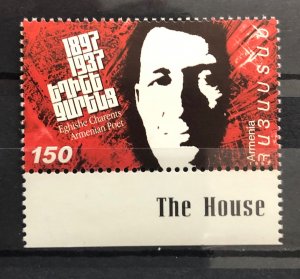 1897
1937
ԵՂԻՇԵ
ՉԱՐԵՆՑ
Eghishe Charents
Armenian Poet
150
ՀԱՅԱՍՏԱՆ
Armenia
The House